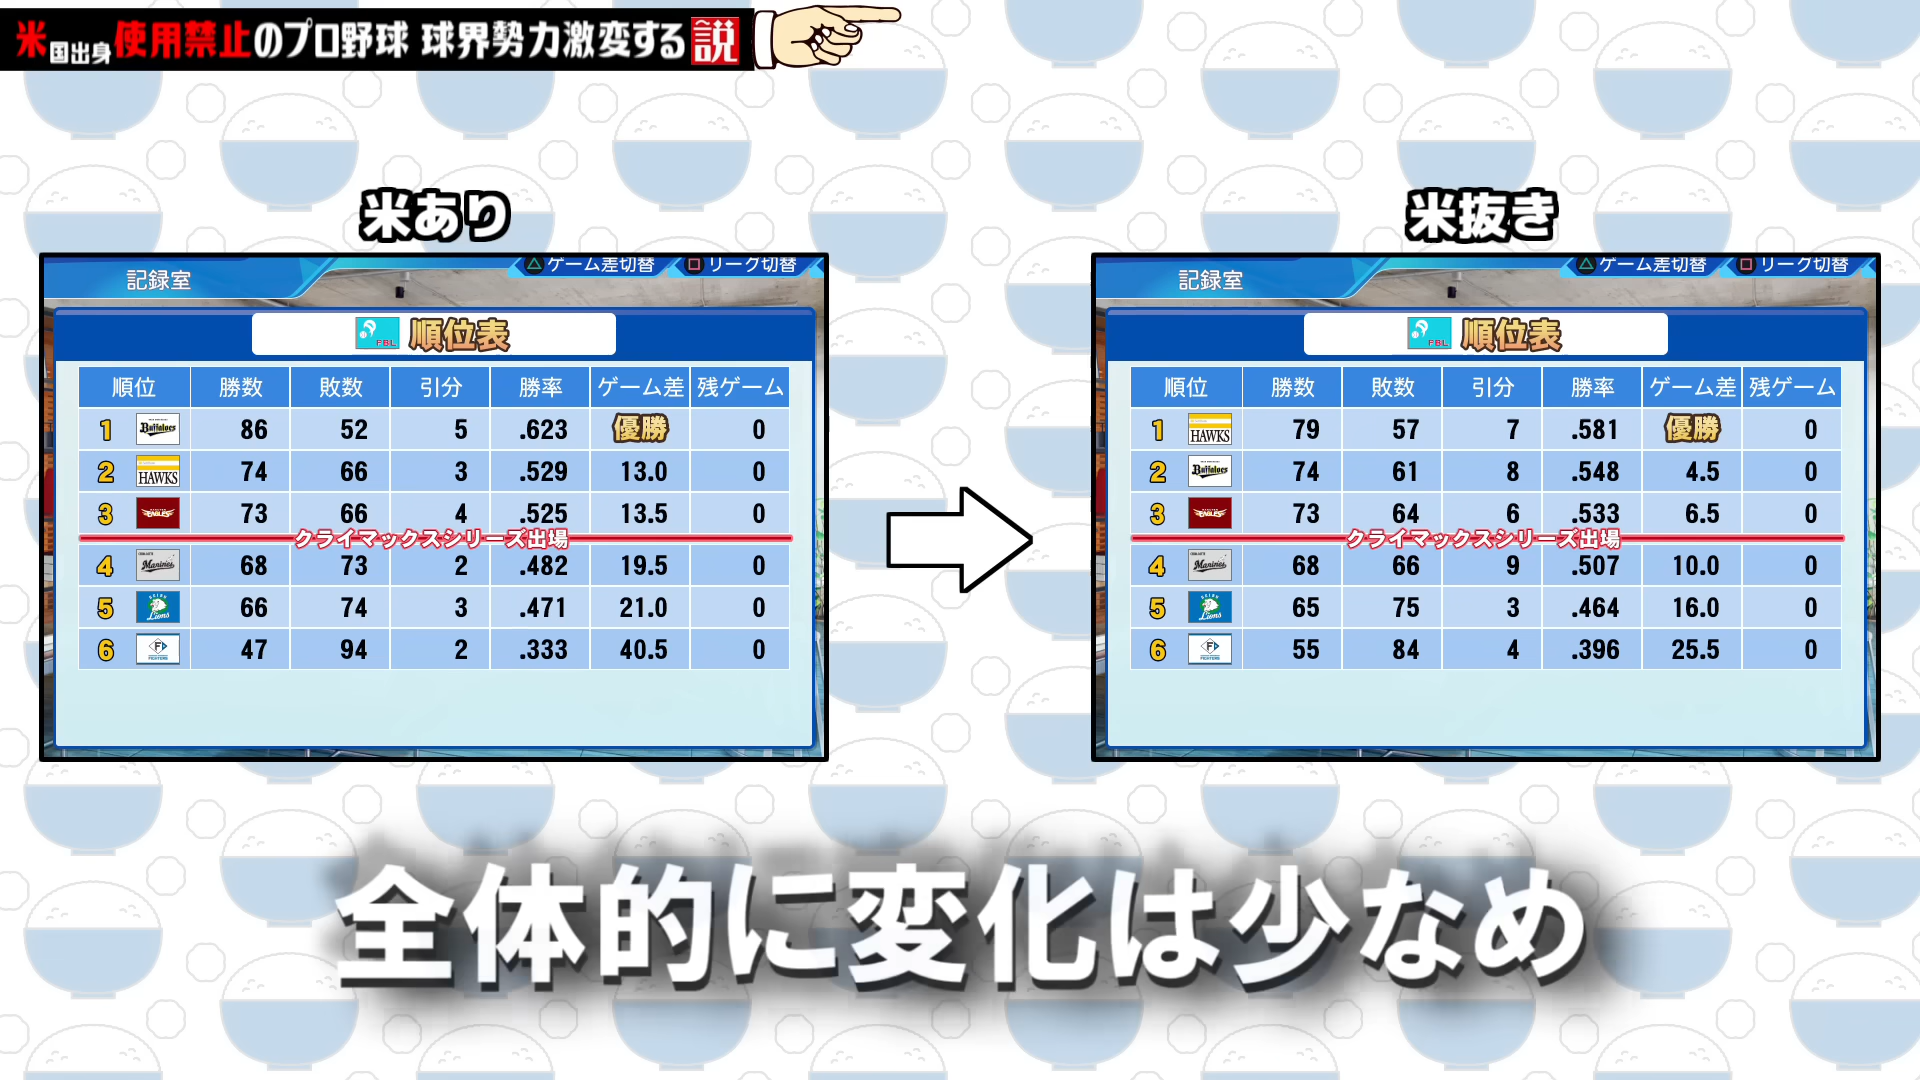 米国出身使用禁止のプロ野球 球界勢力激変する説
米あり
記録室
△ゲーム差切替 □リーグ切替
FBL 順位表
順位 勝数 敗数 引分 勝率 ゲーム差 残ゲーム
1 Buffaloes 86 52 5 .623 優勝 0
2 HAWKS 74 66 3 .529 13.0 0
3 EAGLES 73 66 4 .525 13.5 0
クライマックスシリーズ出場
4 Marines 68 73 2 .482 19.5 0
5 Lions 66 74 3 .471 21.0 0
6 F FIGHTERS 47 94 2 .333 40.5 0
米抜き
記録室
△ゲーム差切替 □リーグ切替
FBL 順位表
順位 勝数 敗数 引分 勝率 ゲーム差 残ゲーム
1 HAWKS 79 57 7 .581 優勝 0
2 Buffaloes 74 61 8 .548 4.5 0
3 EAGLES 73 64 6 .533 6.5 0
クライマックスシリーズ出場
4 Marines 68 66 9 .507 10.0 0
5 Lions 65 75 3 .464 16.0 0
6 F FIGHTERS 55 84 4 .396 25.5 0
全体的に変化は少なめ